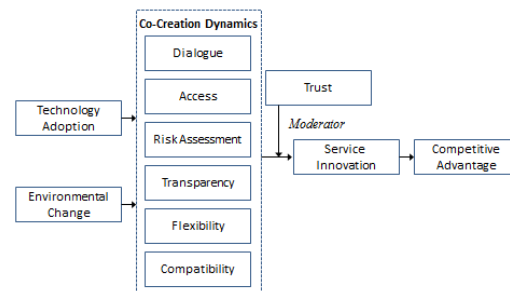 Co-Creation Dynamics
Dialogue
Access
Risk Assessment
Transparency
Flexibility
Compatibility
Technology
Adoption
Environmental
Change
Trust
Moderator
Service
Innovation
Competitive
Advantage